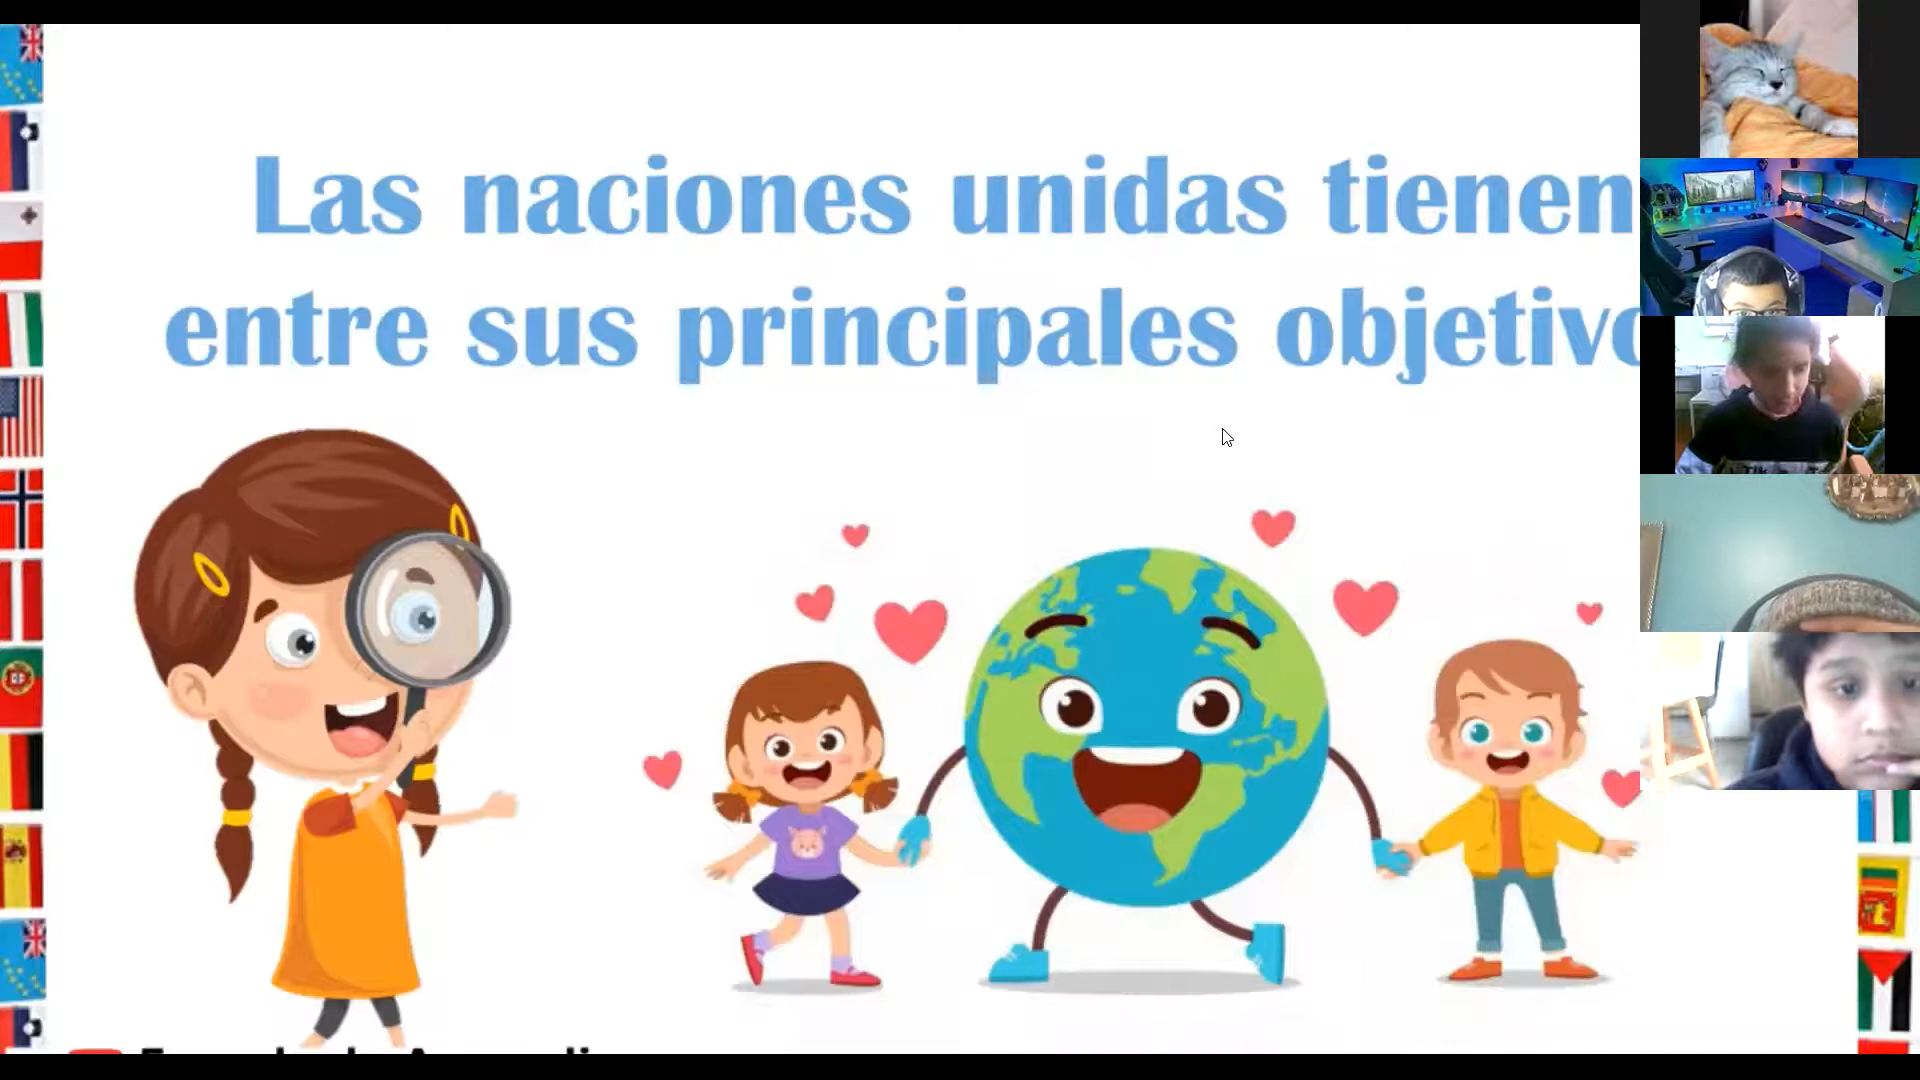 Las naciones unidas tienen
entre sus principales objetivo